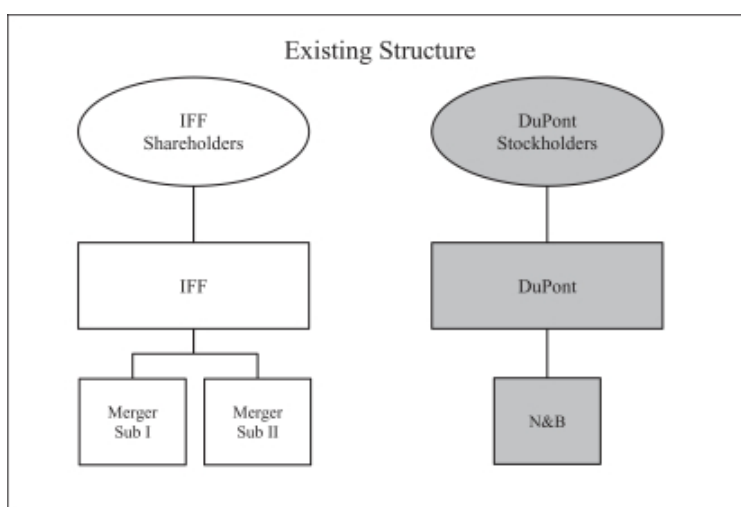 Existing Structure
IFF
Shareholders
DuPont
Stockholders
IFF
DuPont
Merger
Sub I
Merger
Sub II
N&B